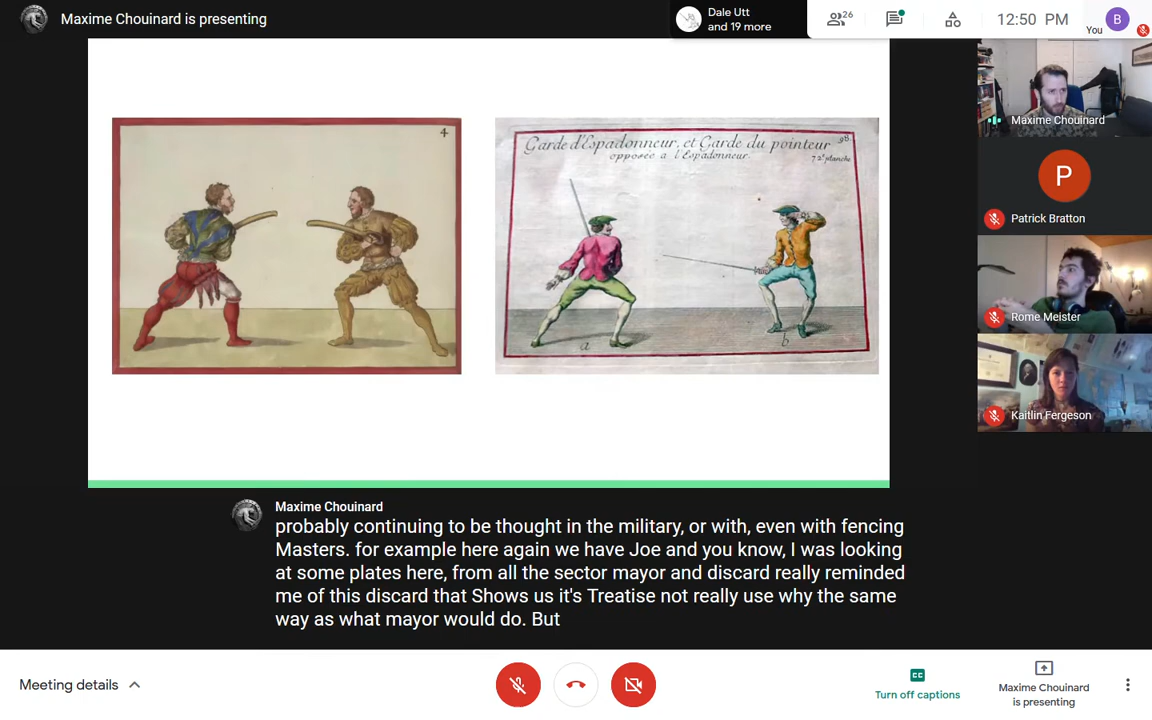 Maxime Chouinard is presenting
Dale Utt
and 19 more
26
12:50 PM
You
B
4
Garde d'Espadonneur, et Garde du pointeur
98
opposée a l'Espadonneur.
72e planche
a
b
Maxime Chouinard
P
Patrick Bratton
Rome Meister
Kaitlin Fergeson
Maxime Chouinard
probably continuing to be thought in the military, or with, even with fencing
Masters. for example here again we have Joe and you know, I was looking
at some plates here, from all the sector mayor and discard really reminded
me of this discard that Shows us it's Treatise not really use why the same
way as what mayor would do. But
Meeting details
CC
Turn off captions
Maxime Chouinard
is presenting